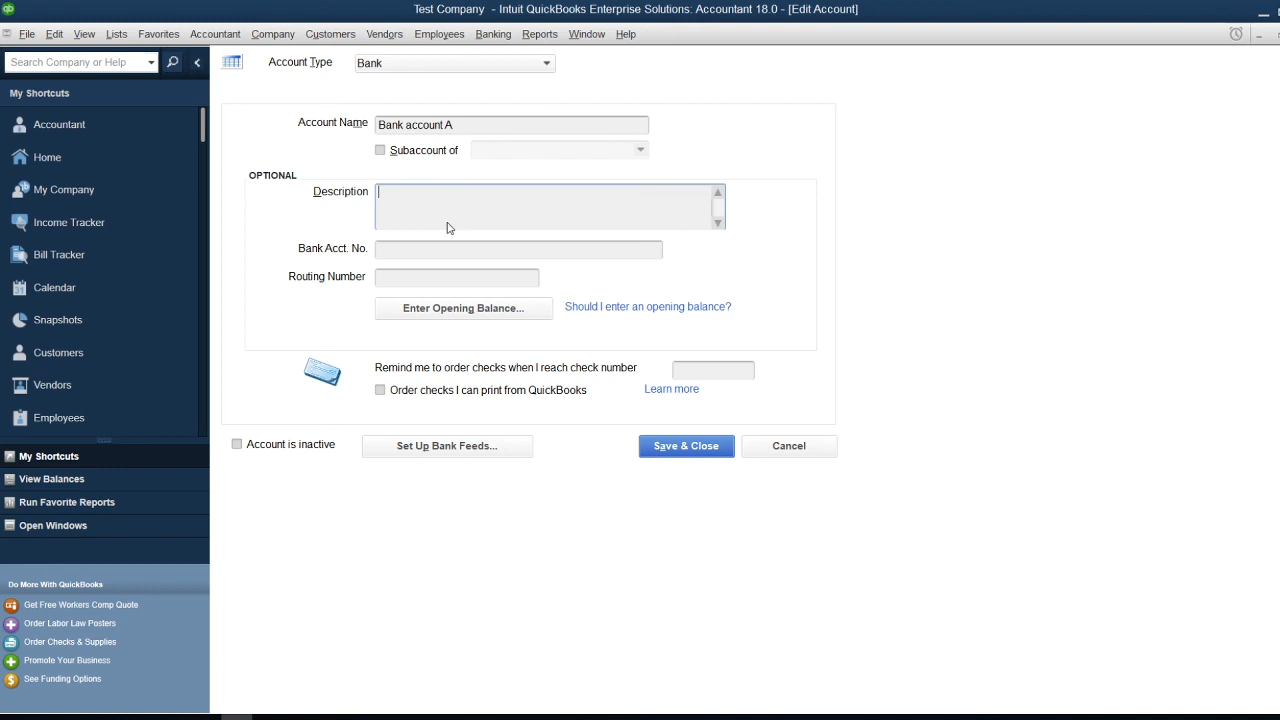 Test Company - Intuit QuickBooks Enterprise Solutions: Accountant 18.0 - [Edit Account]
File Edit View Lists Favorites Accountant Company Customers Vendors Employees Banking Reports Window Help
Search Company or Help
Account Type Bank
My Shortcuts
Accountant
Home
My Company
Income Tracker
Bill Tracker
Calendar
Snapshots
Customers
Vendors
Employees
My Shortcuts
View Balances
Run Favorite Reports
Open Windows
Do More With QuickBooks
Get Free Workers Comp Quote
Order Labor Law Posters
Order Checks & Supplies
Promote Your Business
See Funding Options
Account Name Bank account A
Subaccount of
OPTIONAL
Description
Bank Acct. No.
Routing Number
Enter Opening Balance... Should I enter an opening balance?
Remind me to order checks when I reach check number
Order checks I can print from QuickBooks Learn more
Account is inactive Set Up Bank Feeds... Save & Close Cancel